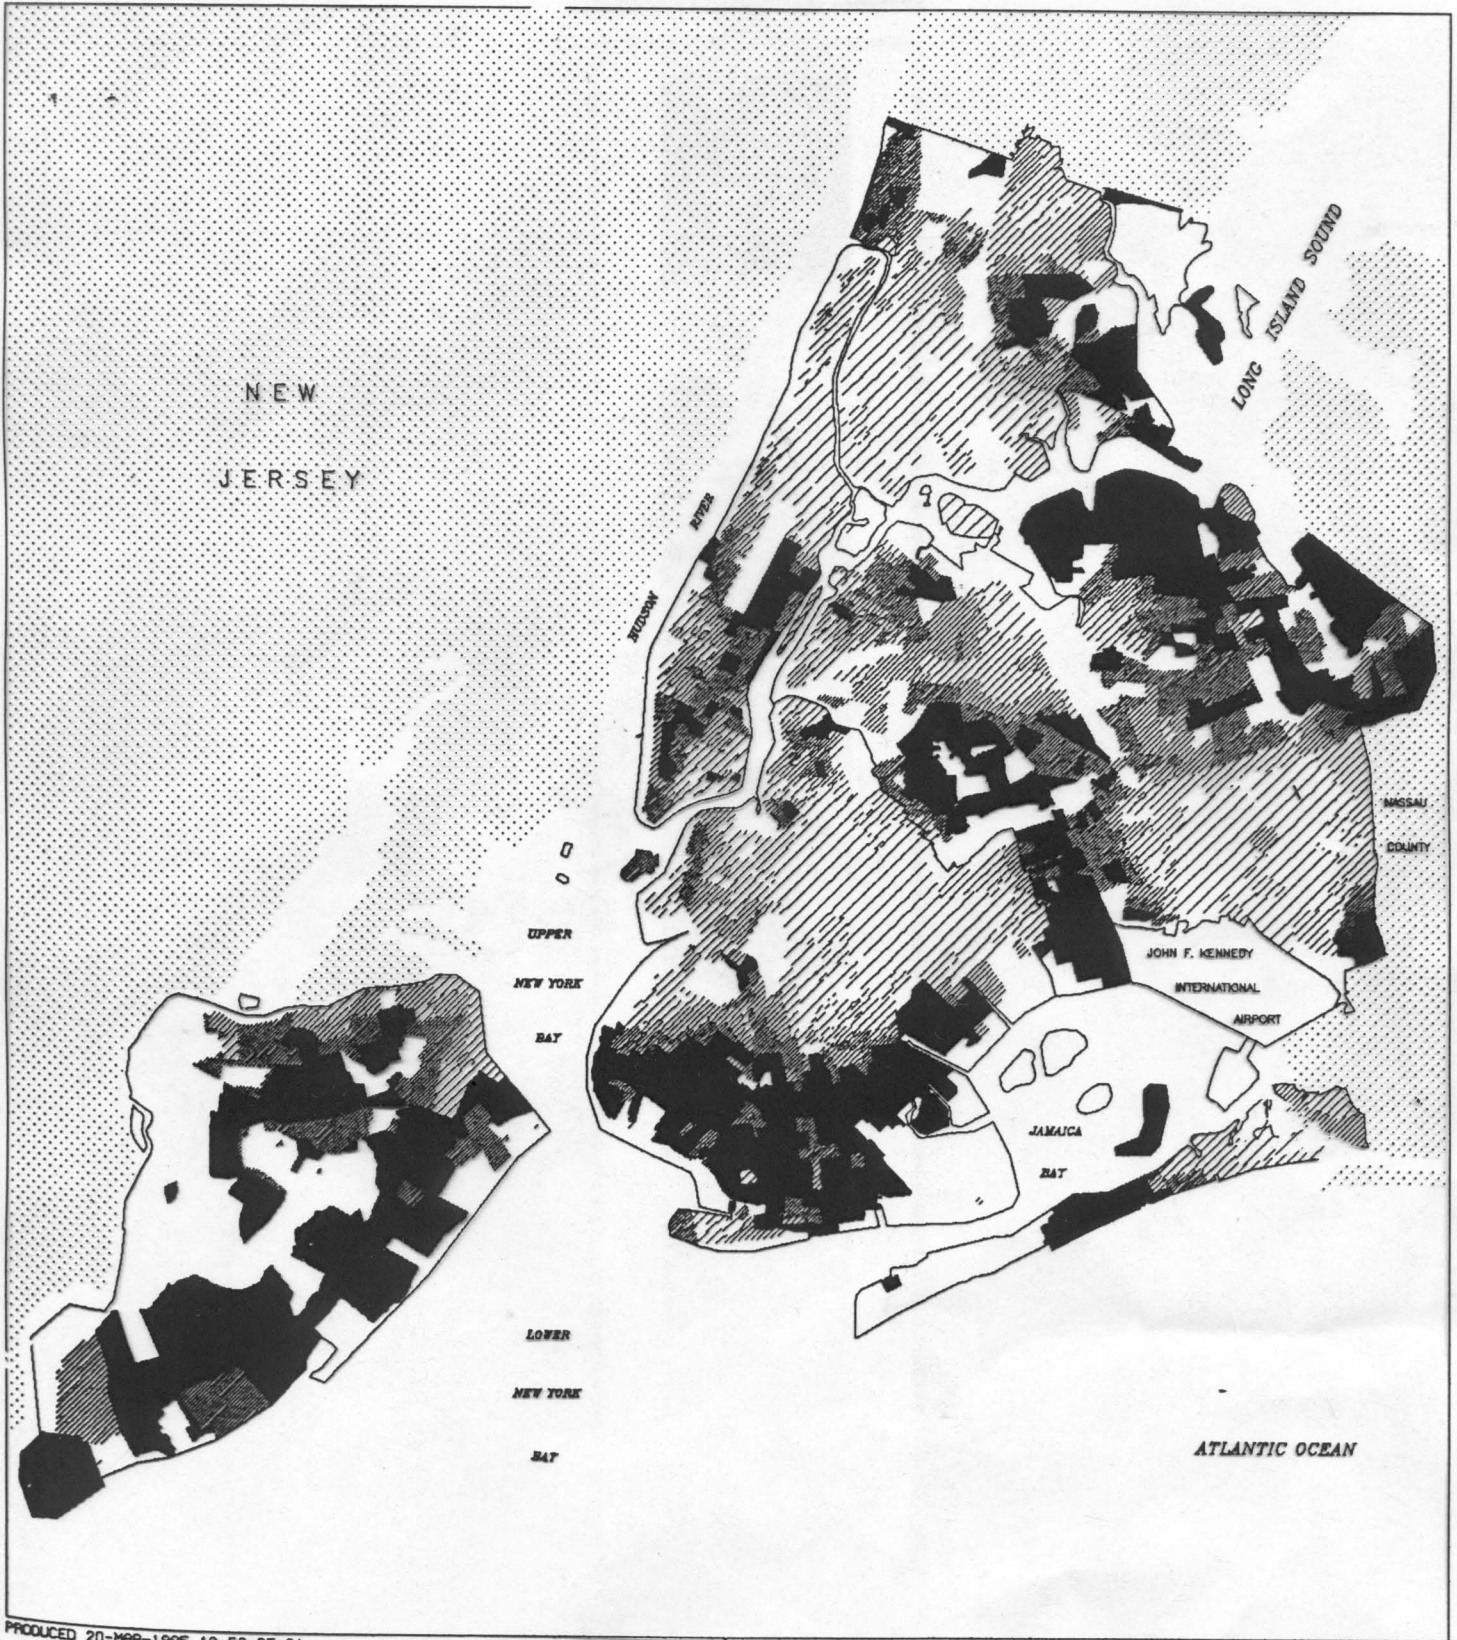 NEW
JERSEY
LONG ISLAND SOUND
HUDSON RIVER
NASSAU
COUNTY
UPPER
NEW YORK
BAY
JOHN F. KENNEDY
INTERNATIONAL
AIRPORT
JAMAICA
BAY
LOWER
NEW YORK
BAY
ATLANTIC OCEAN
PRODUCED